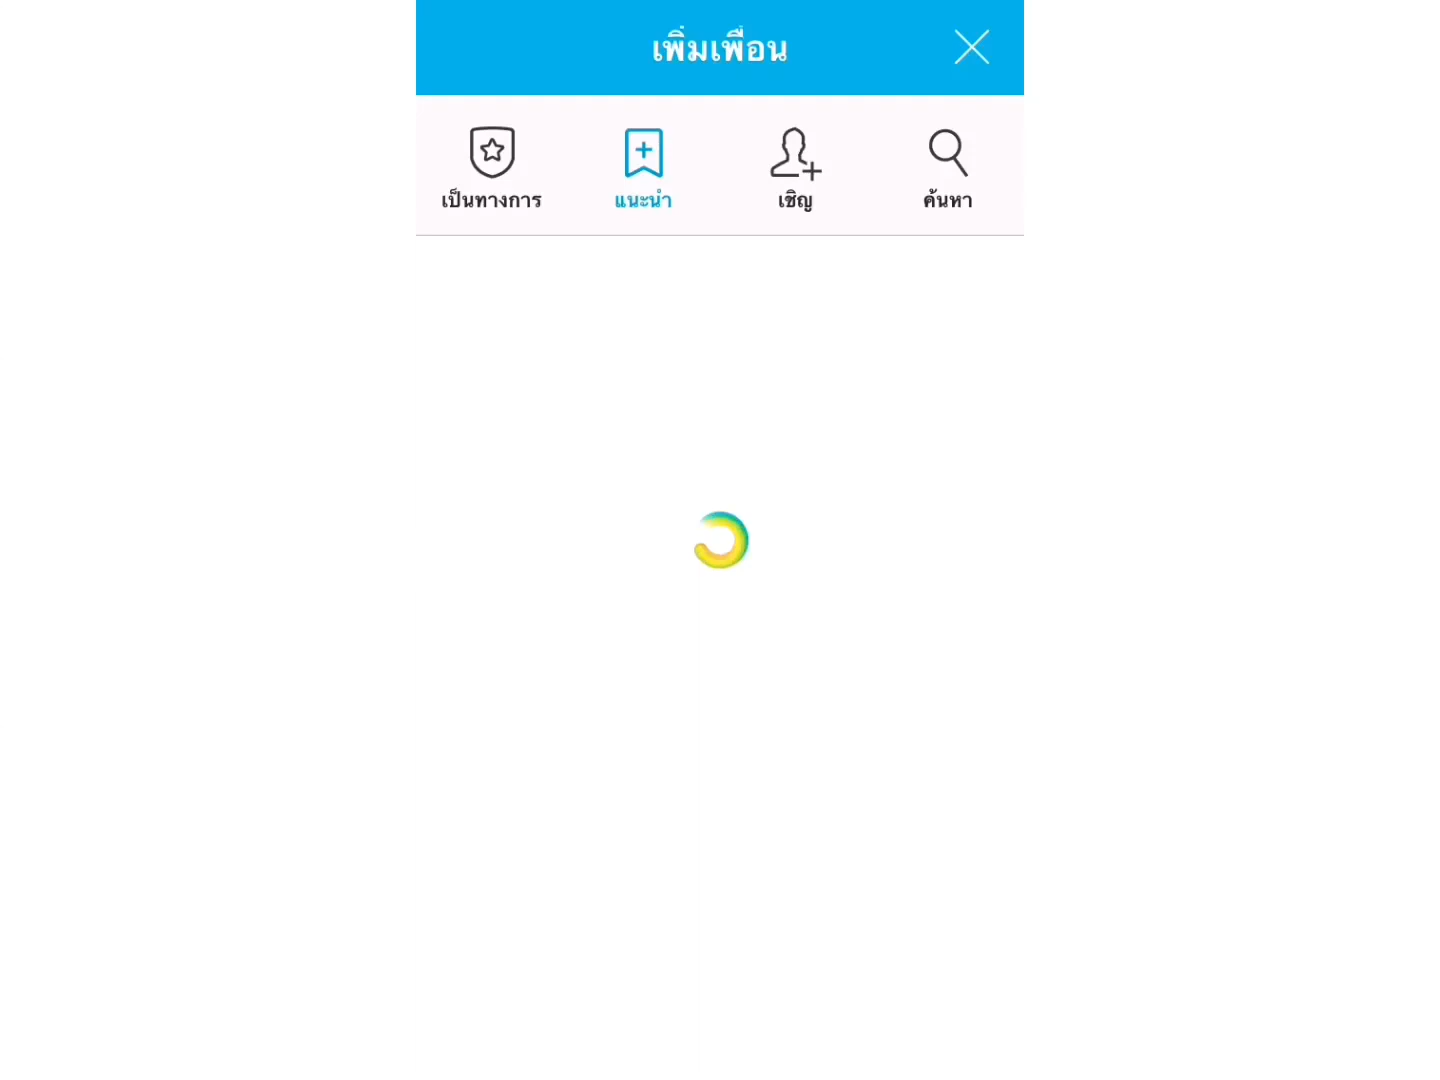 เพิ่มเพื่อน
เป็นทางการ
แนะนำ
เชิญ
ค้นหา